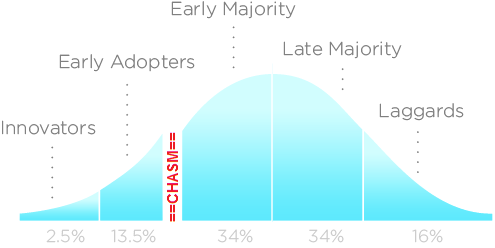 Early Majority
Late Majority
Early Adopters
Laggards
Innovators
==CHASM==
2.5% 13.5% 34% 34% 16%